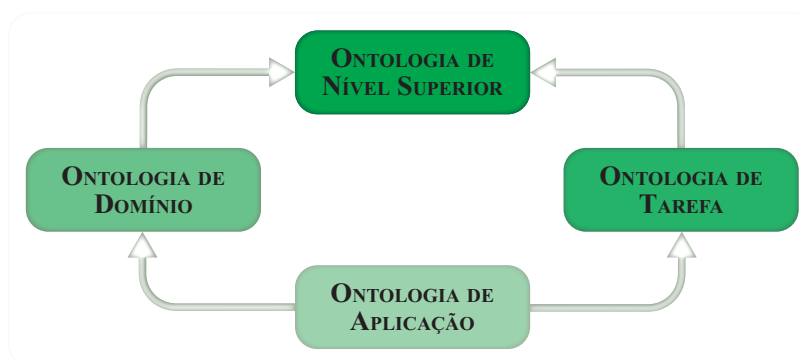 Ontologia de
Nível Superior
Ontologia de
Domínio
Ontologia de
Tarefa
Ontologia de
Aplicação